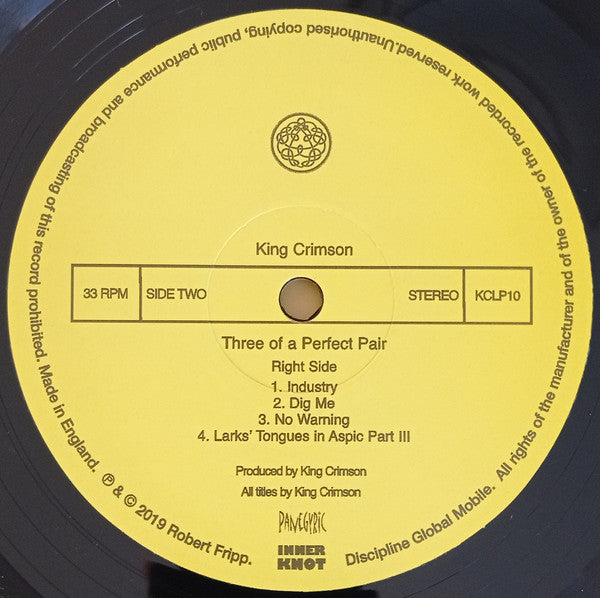 King Crimson
33 RPM
SIDE TWO
STEREO
KCLP10
Three of a Perfect Pair
Right Side
1. Industry
2. Dig Me
3. No Warning
4. Larks' Tongues in Aspic Part III
Produced by King Crimson
All titles by King Crimson
PANEGYRIC
INNER
KNOT
℗ & © 2019 Robert Fripp. Discipline Global Mobile. All rights of the manufacturer and of the owner of the recorded work reserved.Unauthorised copying, public performance and broadcasting of this record prohibited. Made in England.